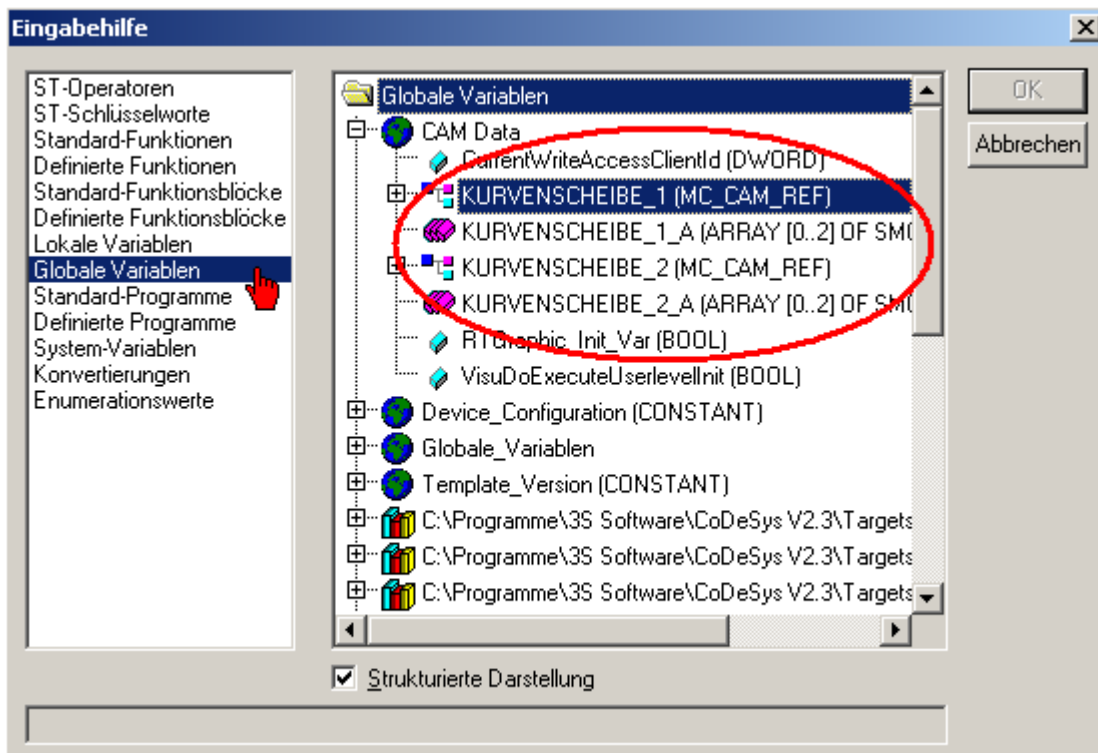 Eingabehilfe
ST-Operatoren
ST-Schlüsselworte
Standard-Funktionen
Definierte Funktionen
Standard-Funktionsblöcke
Definierte Funktionsblöcke
Lokale Variablen
Globale Variablen
Standard-Programme
Definierte Programme
System-Variablen
Konvertierungen
Enumerationswerte
Globale Variablen
CAM Data
CurrentWriteAccessClientId (DWORD)
KURVENSCHEIBE_1 (MC_CAM_REF)
KURVENSCHEIBE_1_A (ARRAY [0..2] OF SMC
KURVENSCHEIBE_2 (MC_CAM_REF)
KURVENSCHEIBE_2_A (ARRAY [0..2] OF SMC
RTGraphic_Init_Var (BOOL)
VisuDoExecuteUserlevelInit (BOOL)
Device_Configuration (CONSTANT)
Globale_Variablen
Template_Version (CONSTANT)
C:\Programme\3S Software\CoDeSys V2.3\Targets
C:\Programme\3S Software\CoDeSys V2.3\Targets
C:\Programme\3S Software\CoDeSys V2.3\Targets
Strukturierte Darstellung
OK
Abbrechen